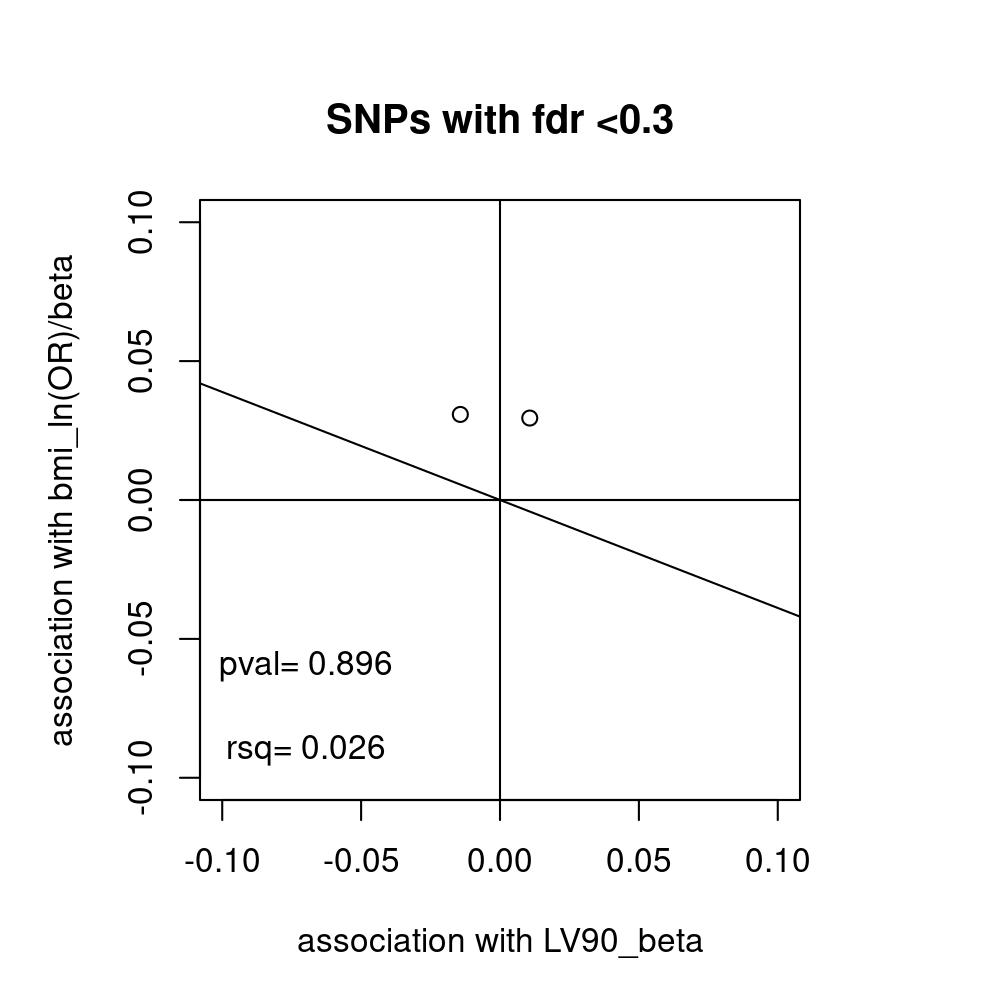 SNPs with fdr <0.3
association with bmi_ln(OR)/beta
0.10
0.05
0.00
-0.05
-0.10
pval= 0.896
rsq= 0.026
-0.10 -0.05 0.00 0.05 0.10
association with LV90_beta